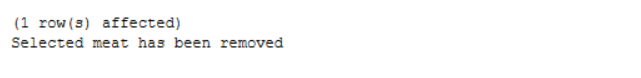 (1 row(s) affected)
Selected meat has been removed